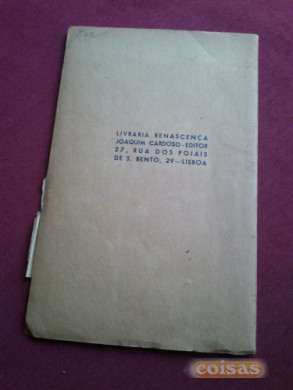 LIVRARIA RENASCENÇA
JOAQUIM CARDOSO-EDITOR
27, RUA DOS POIAIS
DE S. BENTO, 29—LISBOA
coisas